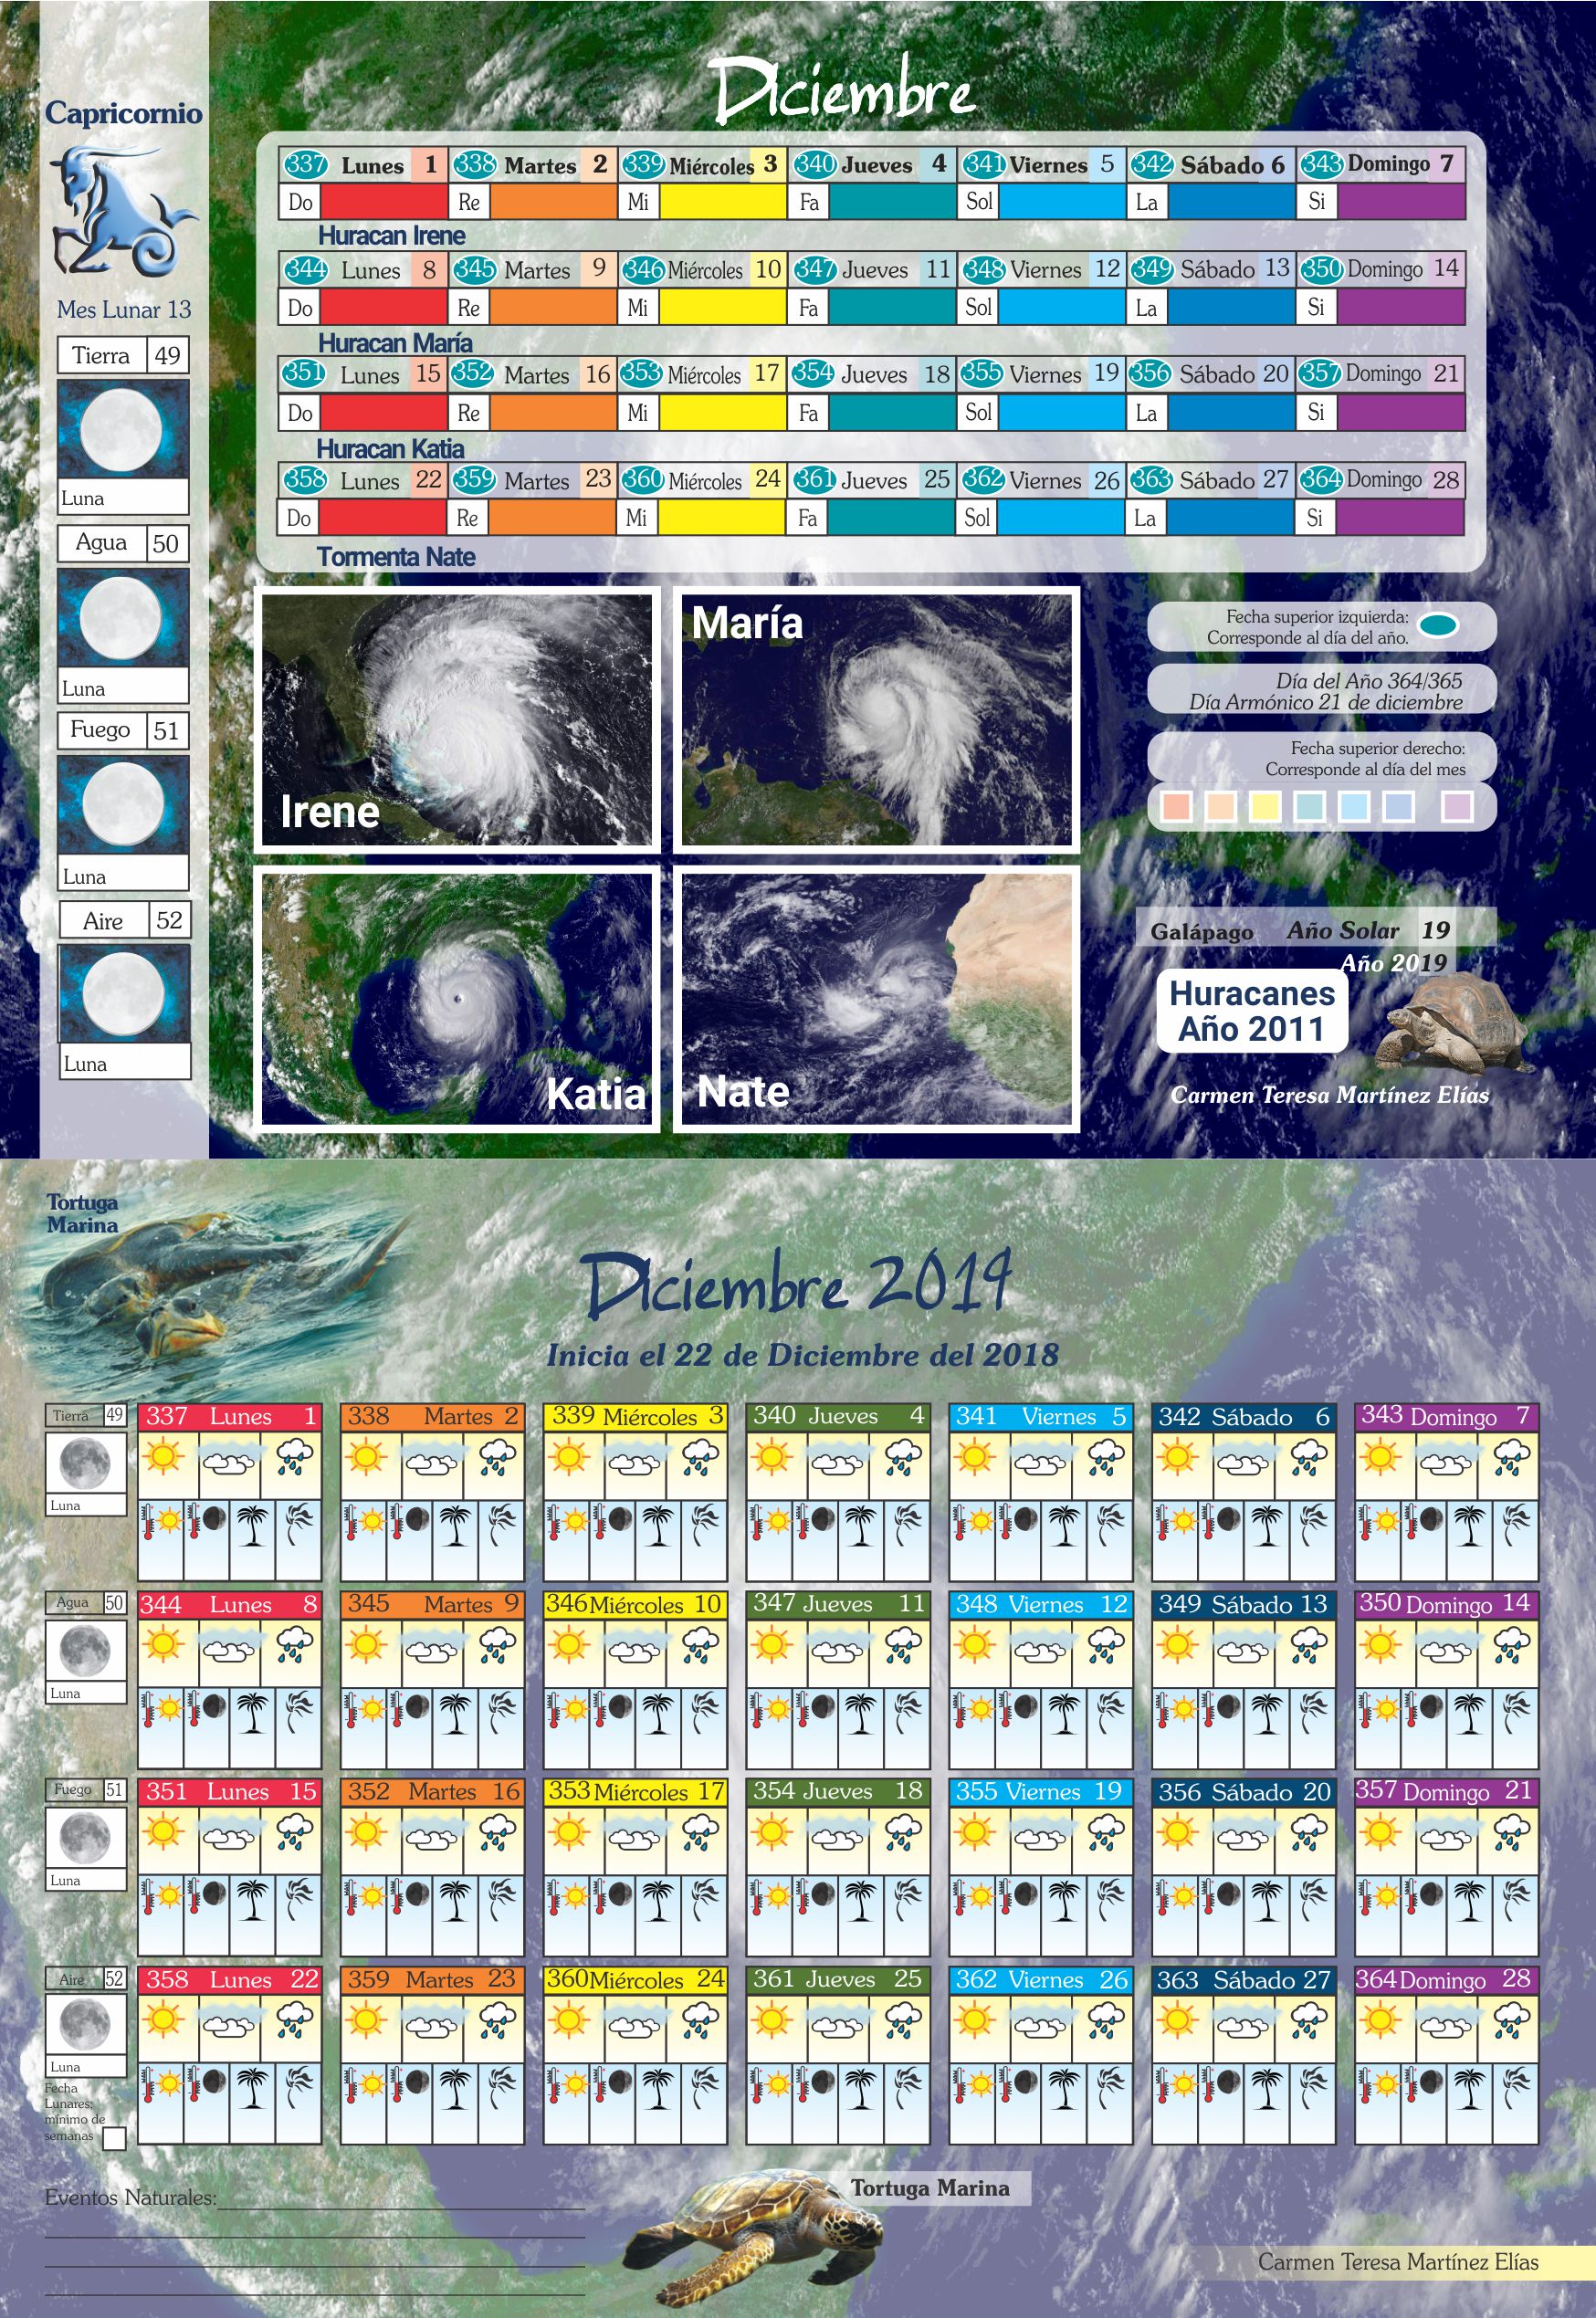 Capricornio
Mes Lunar 13
Tierra 49
Luna
Agua 50
Luna
Fuego 51
Luna
Aire 52
Luna
Diciembre
337 Lunes 1 338 Martes 2 339 Miércoles 3 340 Jueves 4 341 Viernes 5 342 Sábado 6 343 Domingo 7
Do Re Mi Fa Sol La Si
Huracan Irene
344 Lunes 8 345 Martes 9 346 Miércoles 10 347 Jueves 11 348 Viernes 12 349 Sábado 13 350 Domingo 14
Do Re Mi Fa Sol La Si
Huracan María
351 Lunes 15 352 Martes 16 353 Miércoles 17 354 Jueves 18 355 Viernes 19 356 Sábado 20 357 Domingo 21
Do Re Mi Fa Sol La Si
Huracan Katia
358 Lunes 22 359 Martes 23 360 Miércoles 24 361 Jueves 25 362 Viernes 26 363 Sábado 27 364 Domingo 28
Do Re Mi Fa Sol La Si
Tormenta Nate
Irene
María
Katia
Nate
Fecha superior izquierda:
Corresponde al día del año.
Día del Año 364/365
Día Armónico 21 de diciembre
Fecha superior derecho:
Corresponde al día del mes
Galápago Año Solar 19
Año 2019
Huracanes
Año 2011
Carmen Teresa Martínez Elías
Tortuga
Marina
Diciembre 2019
Inicia el 22 de Diciembre del 2018
Tierra 49
Luna
337 Lunes 1 338 Martes 2 339 Miércoles 3 340 Jueves 4 341 Viernes 5 342 Sábado 6 343 Domingo 7
Agua 50
Luna
344 Lunes 8 345 Martes 9 346 Miércoles 10 347 Jueves 11 348 Viernes 12 349 Sábado 13 350 Domingo 14
Fuego 51
Luna
351 Lunes 15 352 Martes 16 353 Miércoles 17 354 Jueves 18 355 Viernes 19 356 Sábado 20 357 Domingo 21
Aire 52
Luna
358 Lunes 22 359 Martes 23 360 Miércoles 24 361 Jueves 25 362 Viernes 26 363 Sábado 27 364 Domingo 28
Fecha
Lunares:
mínimo de
semanas
Eventos Naturales:
Tortuga Marina
Carmen Teresa Martínez Elías